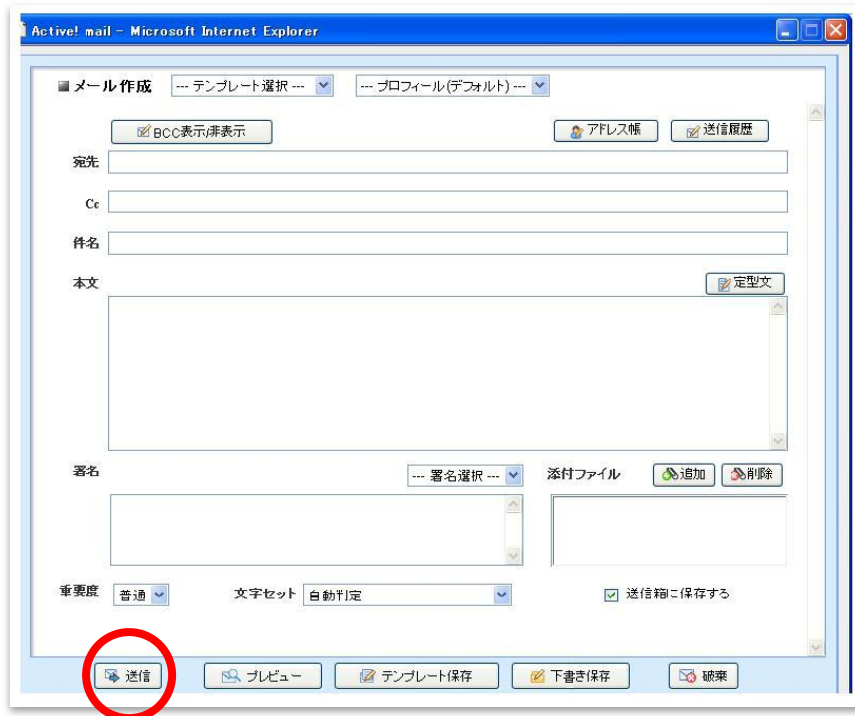 Active! mail - Microsoft Internet Explorer
メール作成 --- テンプレート選択 --- --- プロフィール(デフォルト) ---
BCC表示/非表示 アドレス帳 送信履歴
宛先
Cc
件名
本文 定型文
署名 --- 署名選択 --- 添付ファイル 追加 削除
重要度 普通 文字セット 自動判定 送信箱に保存する
送信 プレビュー テンプレート保存 下書き保存 破棄